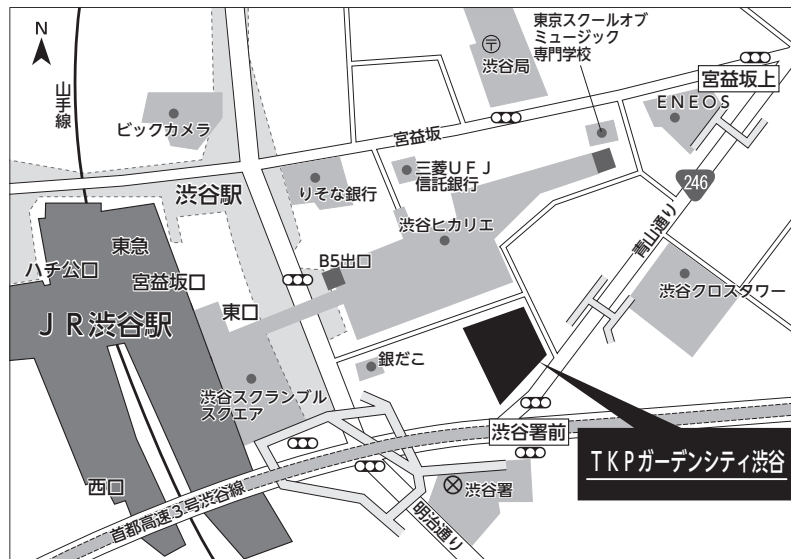 N
山手線
ビックカメラ
〒
渋谷局
東京スクールオブ
ミュージック
専門学校
宮益坂上
ENEOS
宮益坂
三菱UFJ
信託銀行
りそな銀行
渋谷駅
渋谷ヒカリエ
246
青山通り
東急
ハチ公口
宮益坂口
B5出口
東口
JR渋谷駅
渋谷クロスタワー
銀だこ
渋谷スクランブル
スクエア
渋谷署前
TKPガーデンシティ渋谷
西口
首都高速3号渋谷線
渋谷署
明治通り